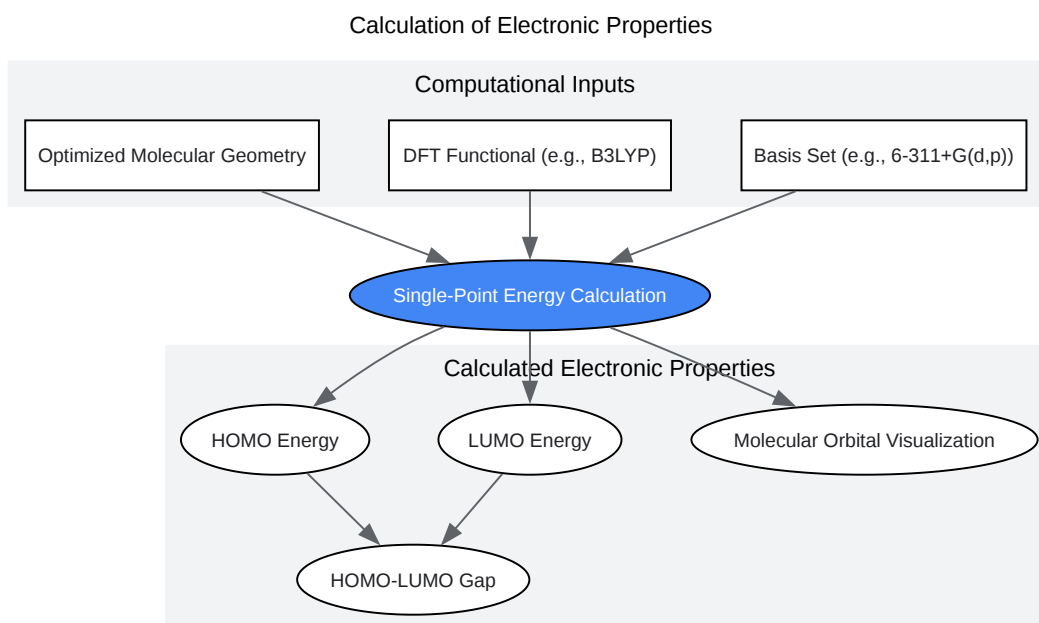 Calculation of Electronic Properties
Computational Inputs
Optimized Molecular Geometry
DFT Functional (e.g., B3LYP)
Basis Set (e.g., 6-311+G(d,p))
Single-Point Energy Calculation
Calculated Electronic Properties
HOMO Energy
LUMO Energy
Molecular Orbital Visualization
HOMO-LUMO Gap